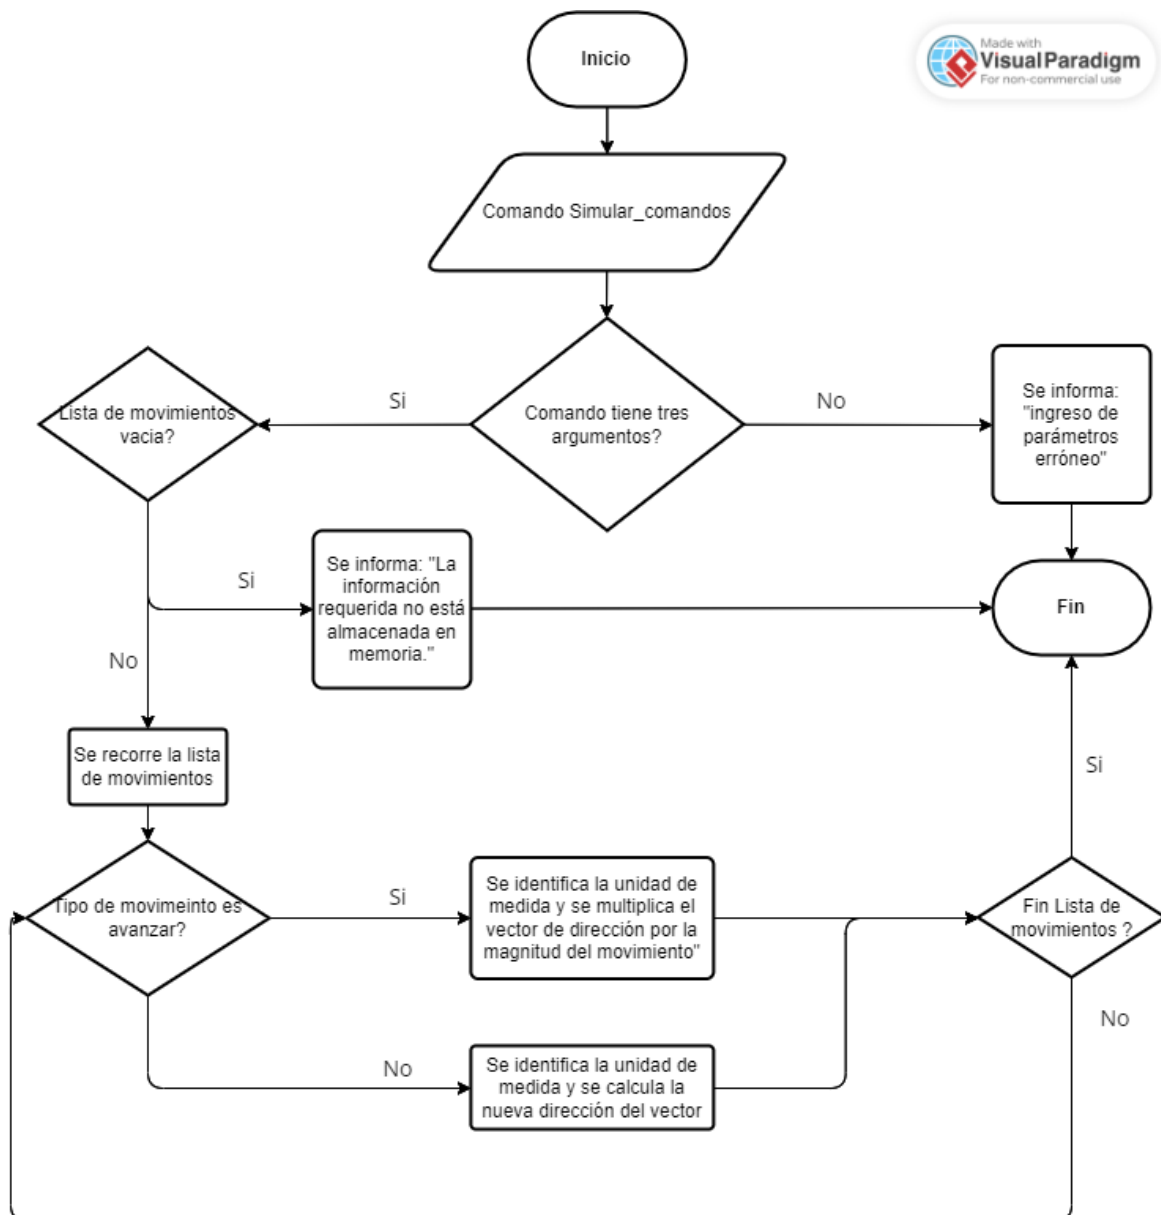 Inicio
Made with
Visual Paradigm
For non-commercial use
Comando Simular_comandos
Comando tiene tres
argumentos?
Si
No
Lista de movimientos
vacia?
Se informa:
"ingreso de
parámetros
erróneo"
Si
Se informa: "La
información
requerida no está
almacenada en
memoria."
Fin
No
Se recorre la lista
de movimientos
Si
Tipo de movimeinto es
avanzar?
Si
Se identifica la unidad de
medida y se multiplica el
vector de dirección por la
magnitud del movimiento"
Fin Lista de
movimientos ?
No
No
Se identifica la unidad de
medida y se calcula la
nueva dirección del vector